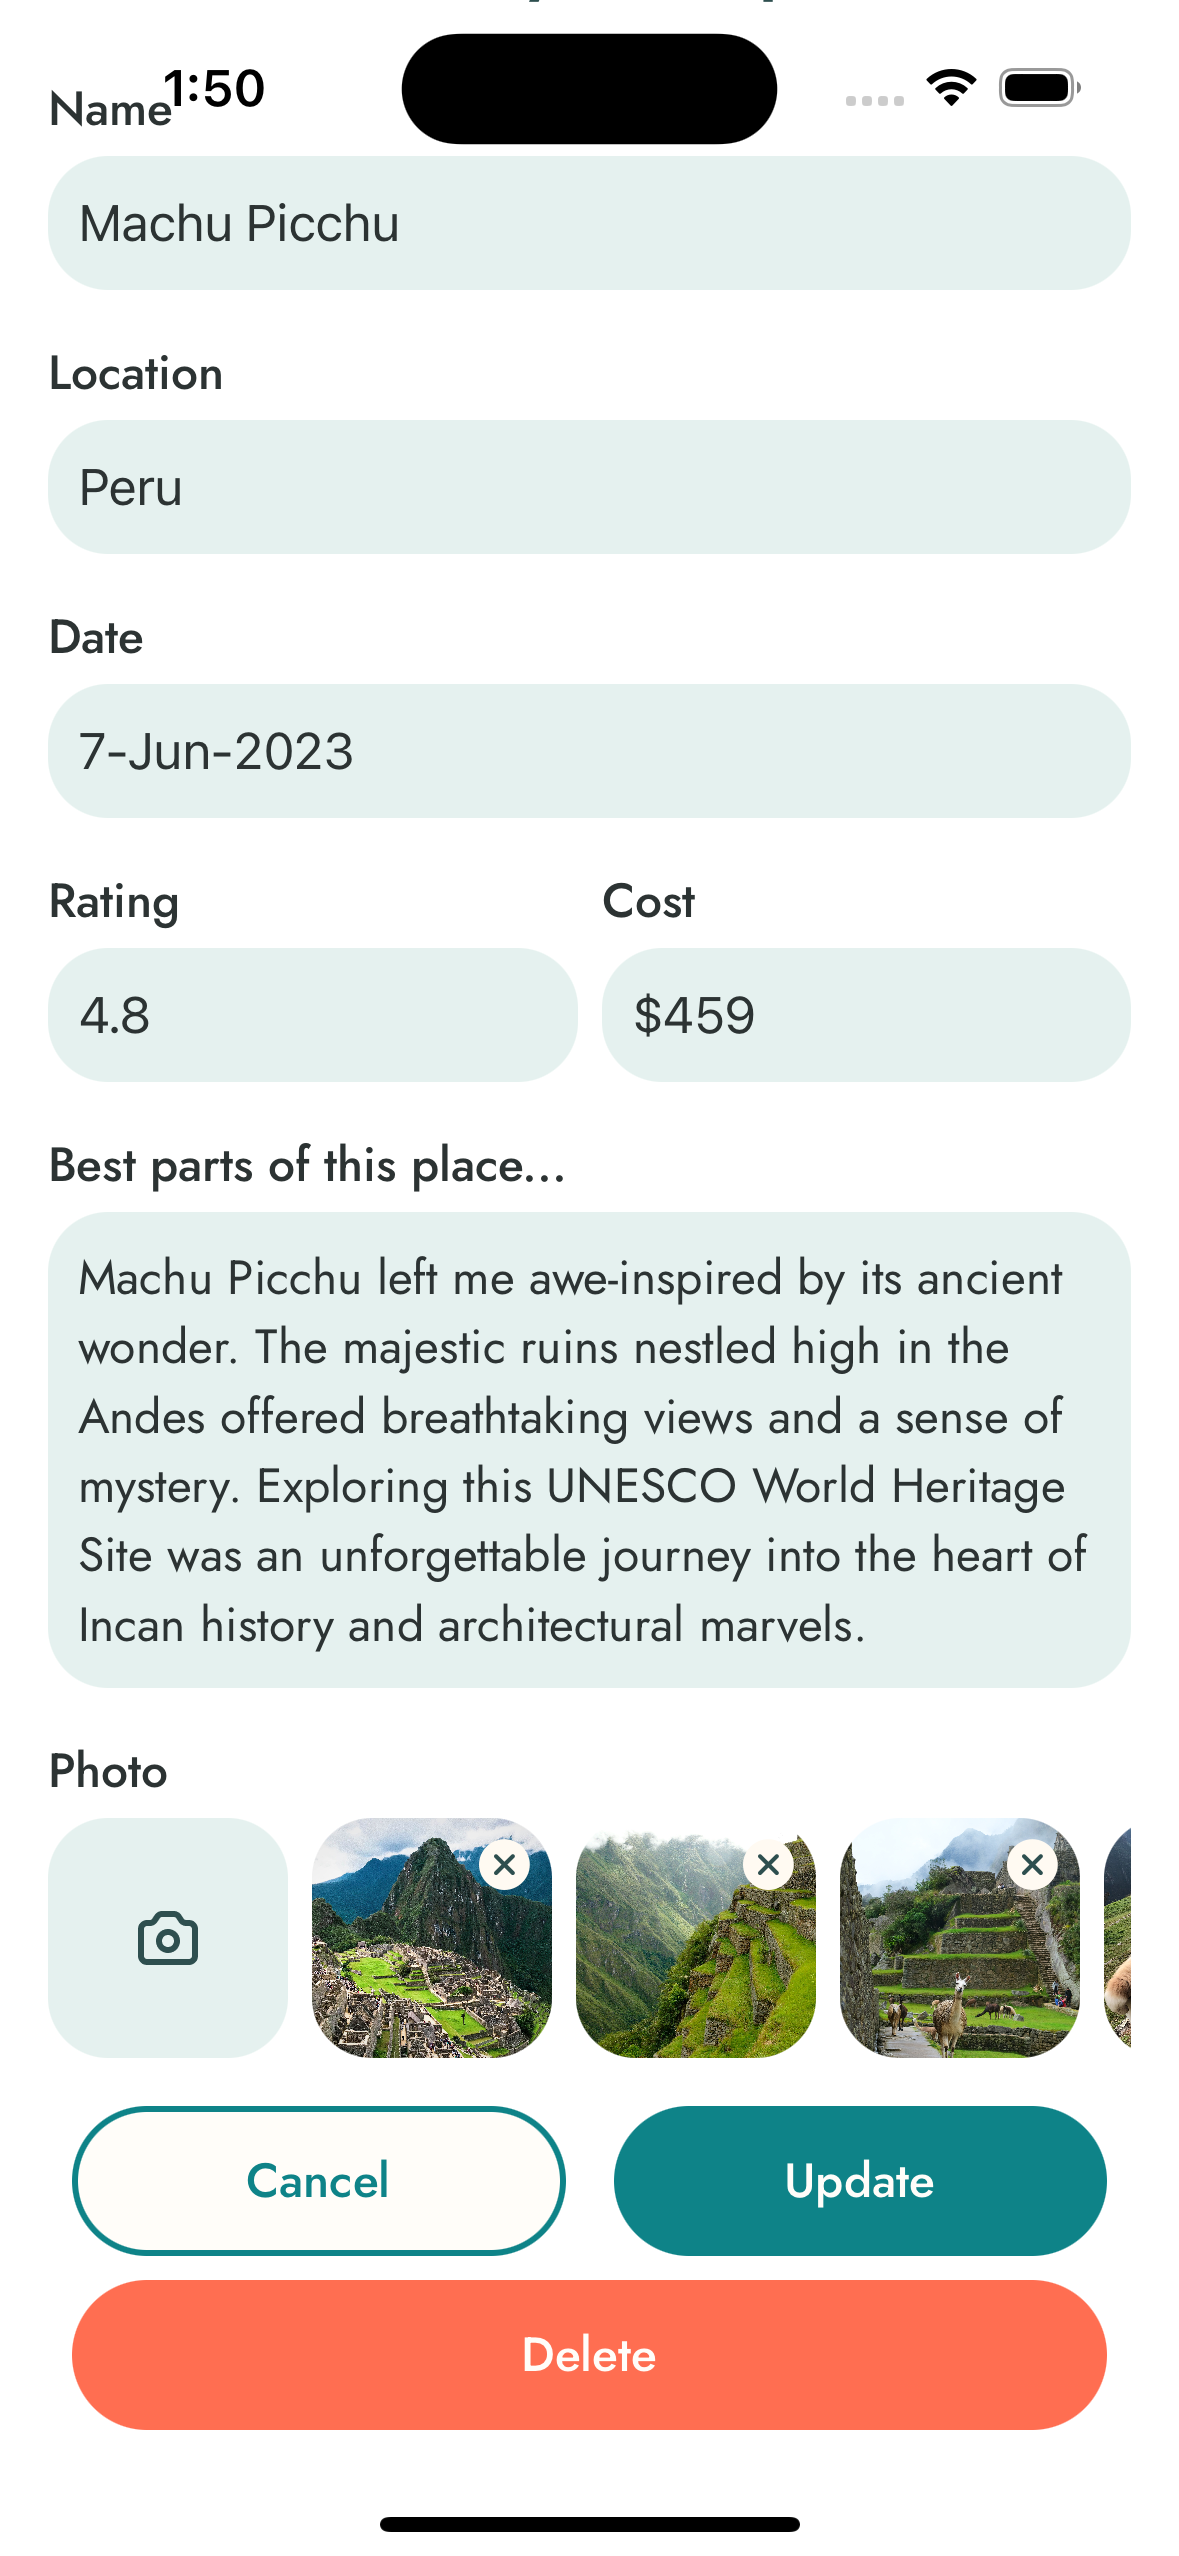 1:50
Name
Machu Picchu
Location
Peru
Date
7-Jun-2023
Rating
Cost
4.8
$459
Best parts of this place...
Machu Picchu left me awe-inspired by its ancient
wonder. The majestic ruins nestled high in the
Andes offered breathtaking views and a sense of
mystery. Exploring this UNESCO World Heritage
Site was an unforgettable journey into the heart of
Incan history and architectural marvels.
Photo
Cancel
Update
Delete